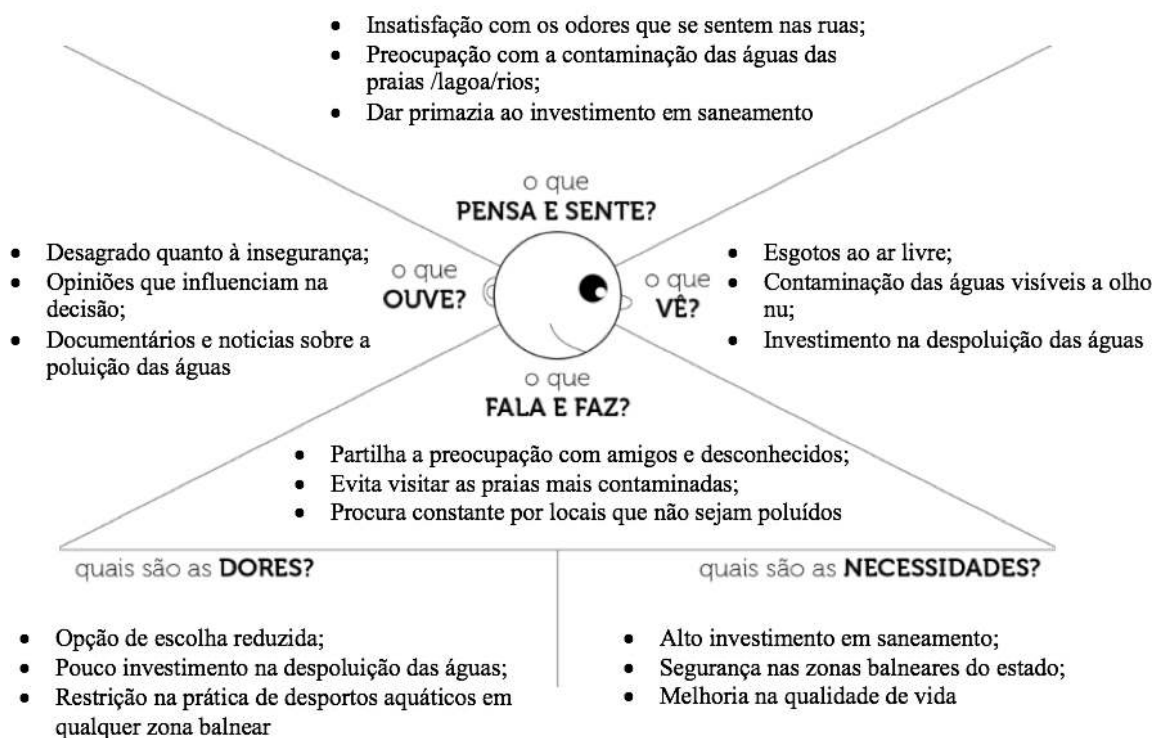 • Insatisfação com os odores que se sentem nas ruas;
• Preocupação com a contaminação das águas das
praias /lagoa/rios;
• Dar primazia ao investimento em saneamento
o que
PENSA E SENTE?
• Desagrado quanto à insegurança;
• Opiniões que influenciam na
decisão;
• Documentários e noticias sobre a
poluição das águas
o que
OUVE?
o que
VÊ?
• Esgotos ao ar livre;
• Contaminação das águas visíveis a olho
nu;
• Investimento na despoluição das águas
o que
FALA E FAZ?
• Partilha a preocupação com amigos e desconhecidos;
• Evita visitar as praias mais contaminadas;
• Procura constante por locais que não sejam poluídos
quais são as DORES?
• Opção de escolha reduzida;
• Pouco investimento na despoluição das águas;
• Restrição na prática de desportos aquáticos em
qualquer zona balnear
quais são as NECESSIDADES?
• Alto investimento em saneamento;
• Segurança nas zonas balneares do estado;
• Melhoria na qualidade de vida